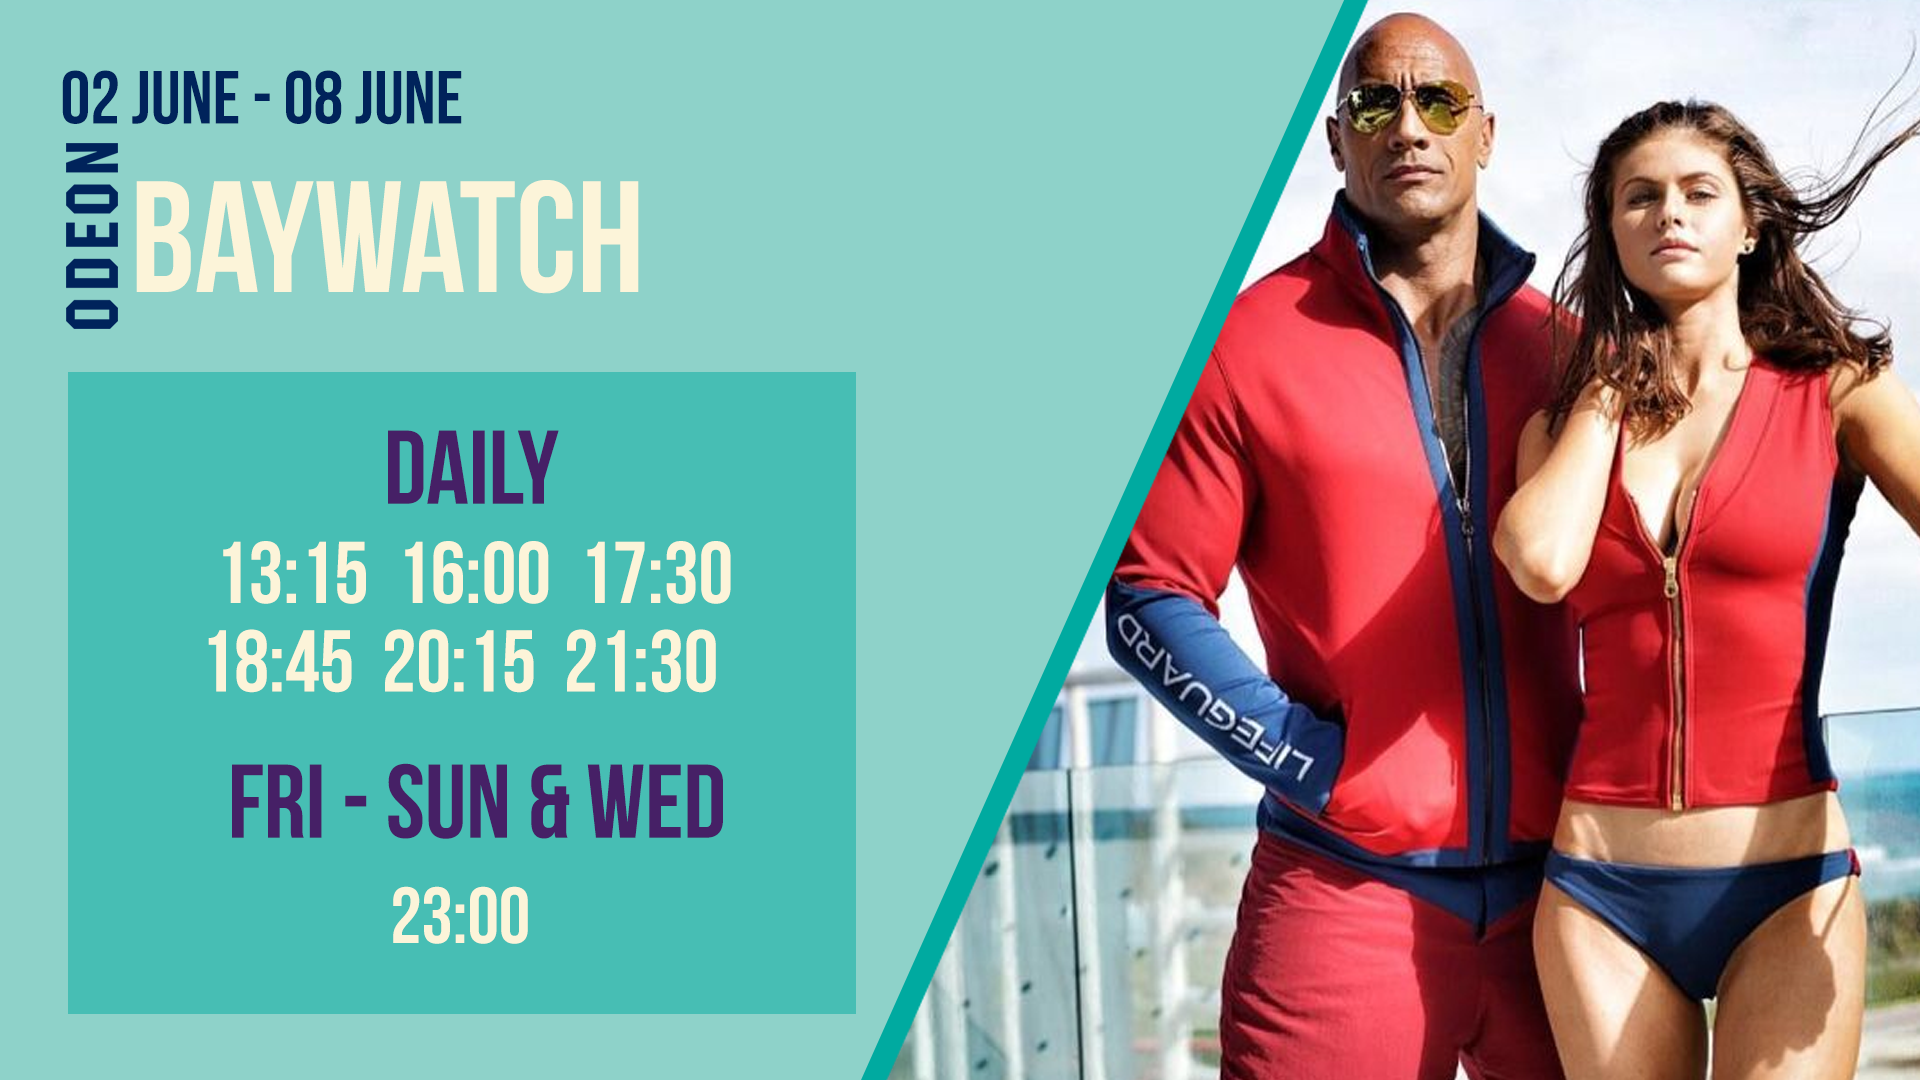 02 JUNE - 08 JUNE
ODEON
BAYWATCH
DAILY
13:15 16:00 17:30
18:45 20:15 21:30
FRI - SUN & WED
23:00
LIFEGUARD